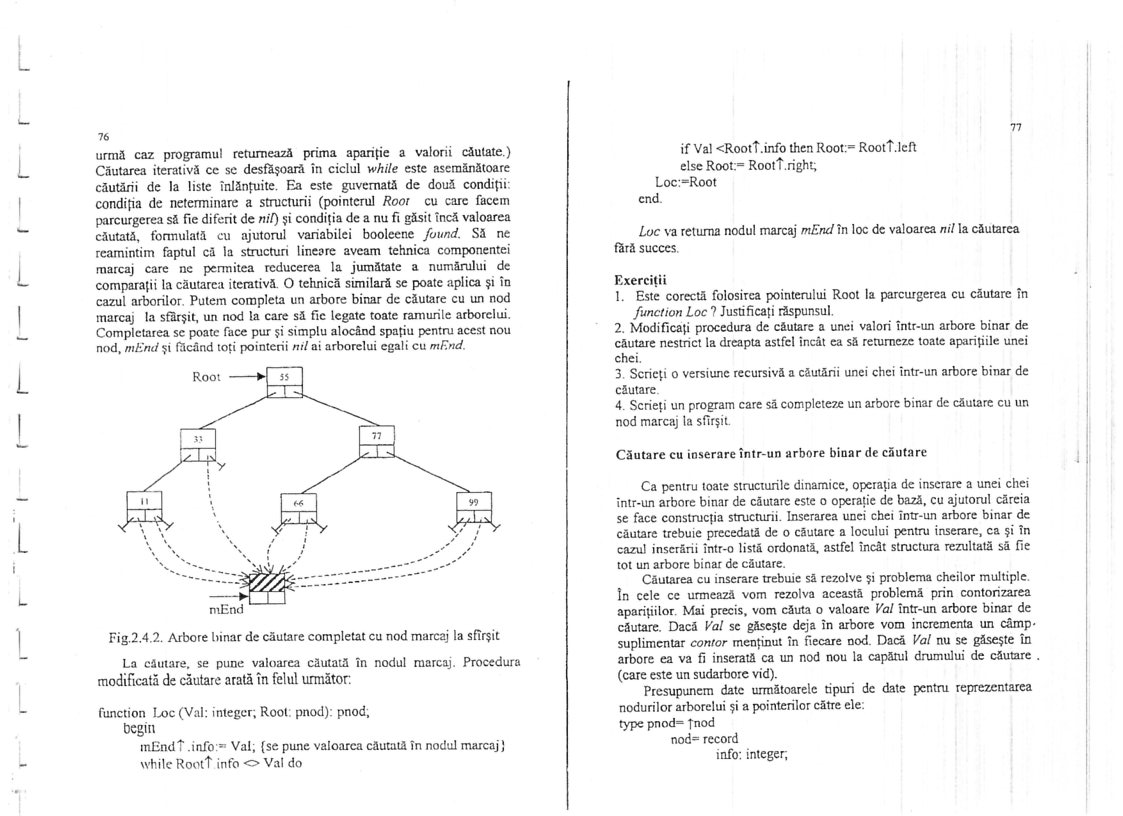 76
urmă caz programul returnează prima apariție a valorii căutate.)
Căutarea iterativă ce se desfășoară în ciclul while este asemănătoare
căutării de la liste înlănțuite. Ea este guvernată de două condiții:
condiția de neterminare a structurii (pointerul Root cu care facem
parcurgerea să fie diferit de nil) și condiția de a nu fi găsit încă valoarea
căutată, formulată cu ajutorul variabilei booleene found. Să ne
reamintim faptul că la structuri lineare aveam tehnica componentei
marcaj care ne permitea reducerea la jumătate a numărului de
comparații la căutarea iterativă. O tehnică similară se poate aplica și în
cazul arborilor. Putem completa un arbore binar de căutare cu un nod
marcaj la sfârșit, un nod la care să fie legate toate ramurile arborelui.
Completarea se poate face pur și simplu alocând spațiu pentru acest nou
nod, mEnd și făcând toți pointerii nil ai arborelui egali cu mEnd.
Root
55
33
77
11
66
99
mEnd
Fig.2.4.2. Arbore binar de căutare completat cu nod marcaj la sfîrșit
La căutare, se pune valoarea căutată în nodul marcaj. Procedura
modificată de căutare arată în felul următor:
function Loc (Val: integer; Root: pnod): pnod;
begin
mEnd↑.info:= Val; {se pune valoarea căutată în nodul marcaj}
while Root↑.info <> Val do
77
if Val <Root↑.info then Root:= Root↑.left
else Root:= Root↑.right;
Loc:=Root
end.
Loc va returna nodul marcaj mEnd în loc de valoarea nil la căutarea
fără succes.
Exerciții
1. Este corectă folosirea pointerului Root la parcurgerea cu căutare în
function Loc ? Justificați răspunsul.
2. Modificați procedura de căutare a unei valori într-un arbore binar de
căutare nestrict la dreapta astfel încât ea să returneze toate aparițiile unei
chei.
3. Scrieți o versiune recursivă a căutării unei chei într-un arbore binar de
căutare.
4. Scrieți un program care să completeze un arbore binar de căutare cu un
nod marcaj la sfîrșit.
Căutare cu inserare într-un arbore binar de căutare
Ca pentru toate structurile dinamice, operația de inserare a unei chei
într-un arbore binar de căutare este o operație de bază, cu ajutorul căreia
se face construcția structurii. Inserarea unei chei într-un arbore binar de
căutare trebuie precedată de o căutare a locului pentru inserare, ca și în
cazul inserării într-o listă ordonată, astfel încât structura rezultată să fie
tot un arbore binar de căutare.
Căutarea cu inserare trebuie să rezolve și problema cheilor multiple.
În cele ce urmează vom rezolva această problemă prin contorizarea
aparițiilor. Mai precis, vom căuta o valoare Val într-un arbore binar de
căutare. Dacă Val se găsește deja în arbore vom incrementa un câmp
suplimentar contor menținut în fiecare nod. Dacă Val nu se găsește în
arbore ea va fi inserată ca un nod nou la capătul drumului de căutare
(care este un sudarbore vid).
Presupunem date următoarele tipuri de date pentru reprezentarea
nodurilor arborelui și a pointerilor către ele:
type pnod= ↑nod
nod= record
info: integer;